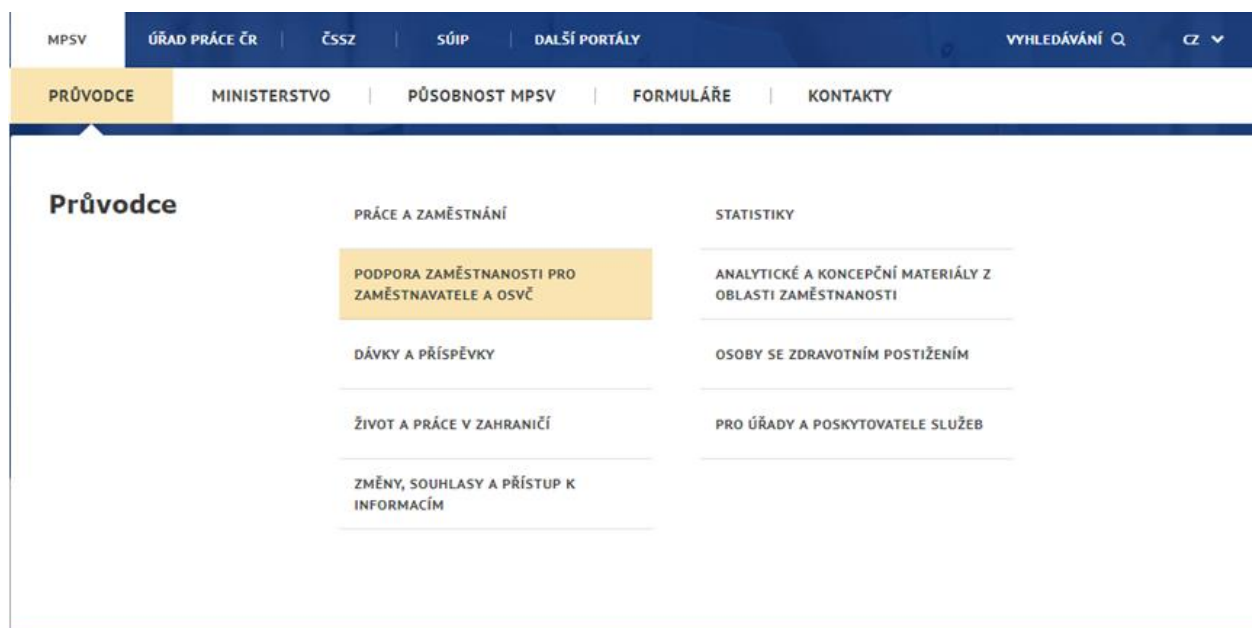 MPSV ÚŘAD PRÁCE ČR ČSSZ SÚIP DALŠÍ PORTÁLY VYHLEDÁVÁNÍ CZ
PRŮVODCE MINISTERSTVO PŮSOBNOST MPSV FORMULÁŘE KONTAKTY
Průvodce
PRÁCE A ZAMĚSTNÁNÍ
PODPORA ZAMĚSTNANOSTI PRO
ZAMĚSTNAVATELE A OSVČ
DÁVKY A PŘÍSPĚVKY
ŽIVOT A PRÁCE V ZAHRANIČÍ
ZMĚNY, SOUHLASY A PŘÍSTUP K
INFORMACÍM
STATISTIKY
ANALYTICKÉ A KONCEPČNÍ MATERIÁLY Z
OBLASTI ZAMĚSTNANOSTI
OSOBY SE ZDRAVOTNÍM POSTIŽENÍM
PRO ÚŘADY A POSKYTOVATELE SLUŽEB